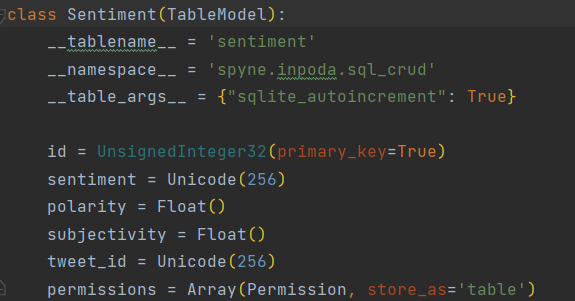 class Sentiment(TableModel):
    __tablename__ = 'sentiment'
    __namespace__ = 'spyne.inpoda.sql_crud'
    __table_args__ = {"sqlite_autoincrement": True}

    id = UnsignedInteger32(primary_key=True)
    sentiment = Unicode(256)
    polarity = Float()
    subjectivity = Float()
    tweet_id = Unicode(256)
    permissions = Array(Permission, store_as='table')